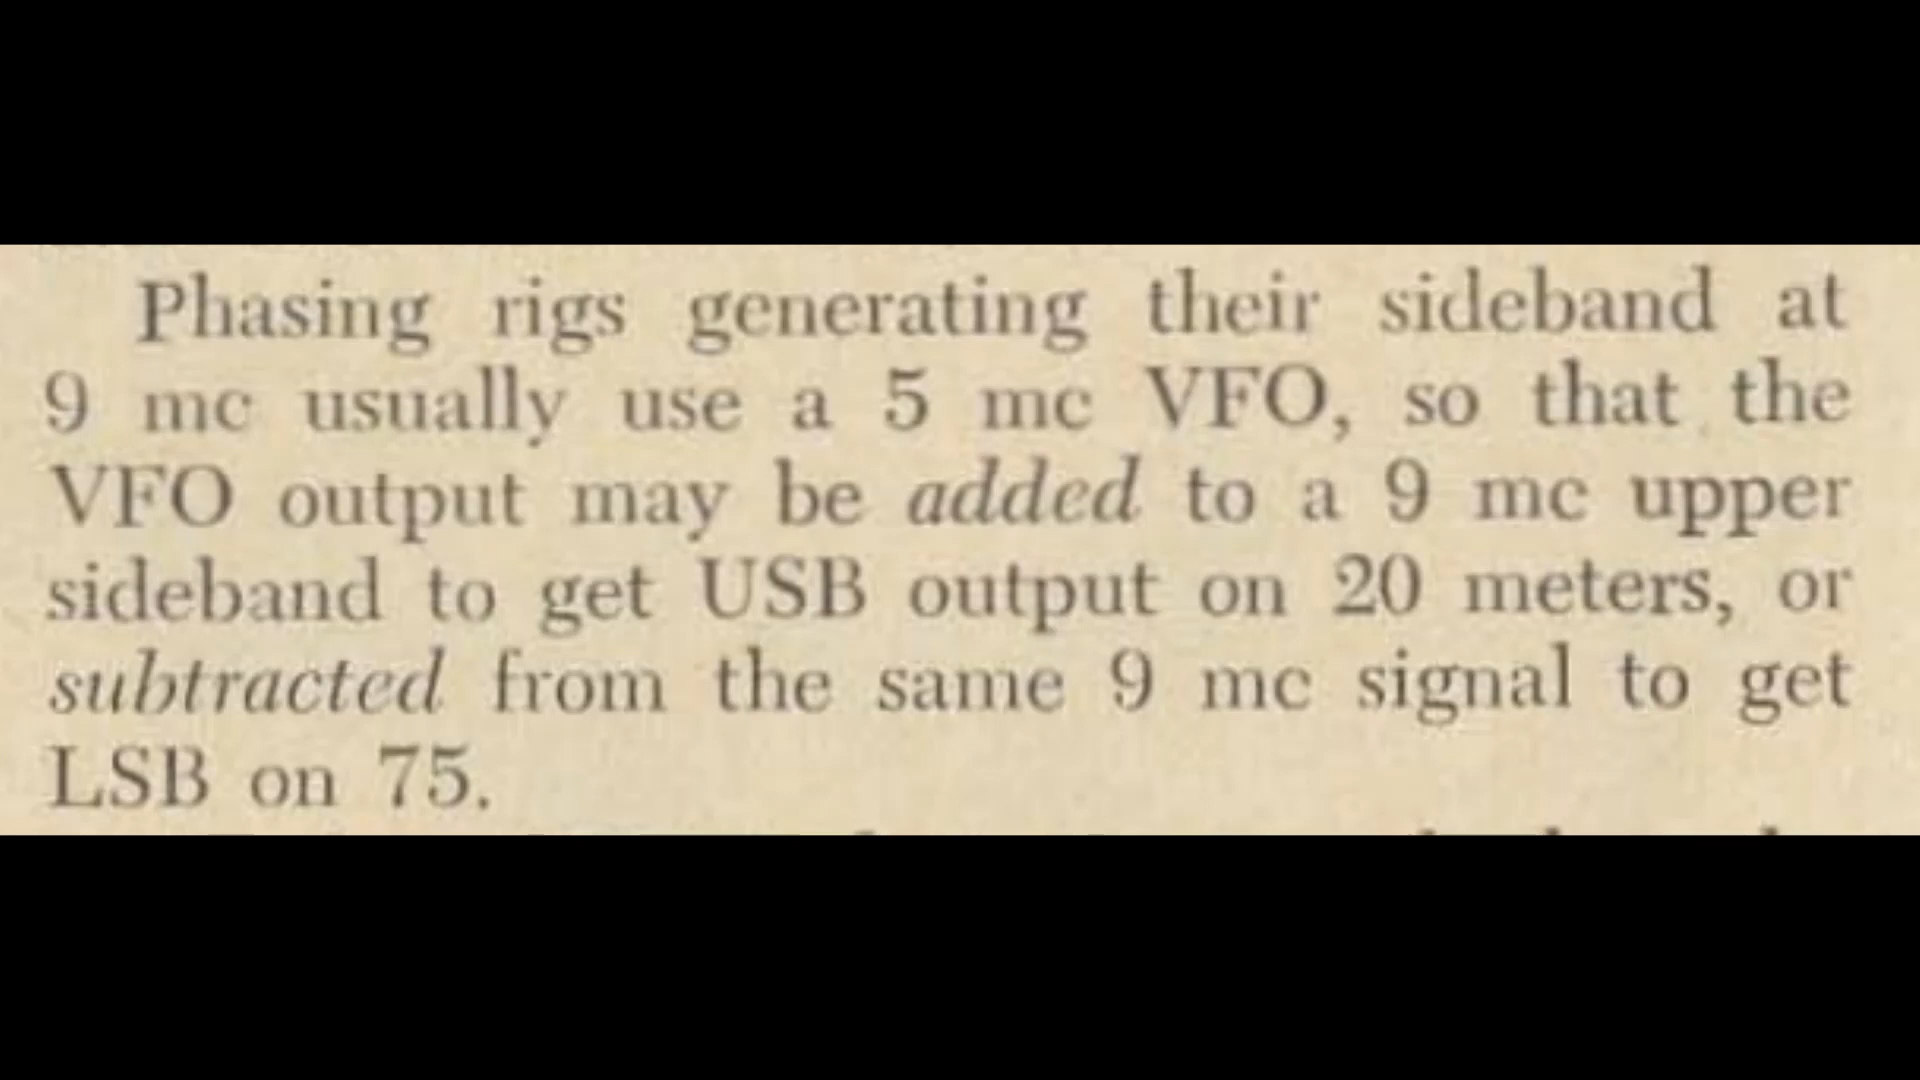 Phasing rigs generating their sideband at
9 mc usually use a 5 mc VFO, so that the
VFO output may be added to a 9 mc upper
sideband to get USB output on 20 meters, or
subtracted from the same 9 mc signal to get
LSB on 75.